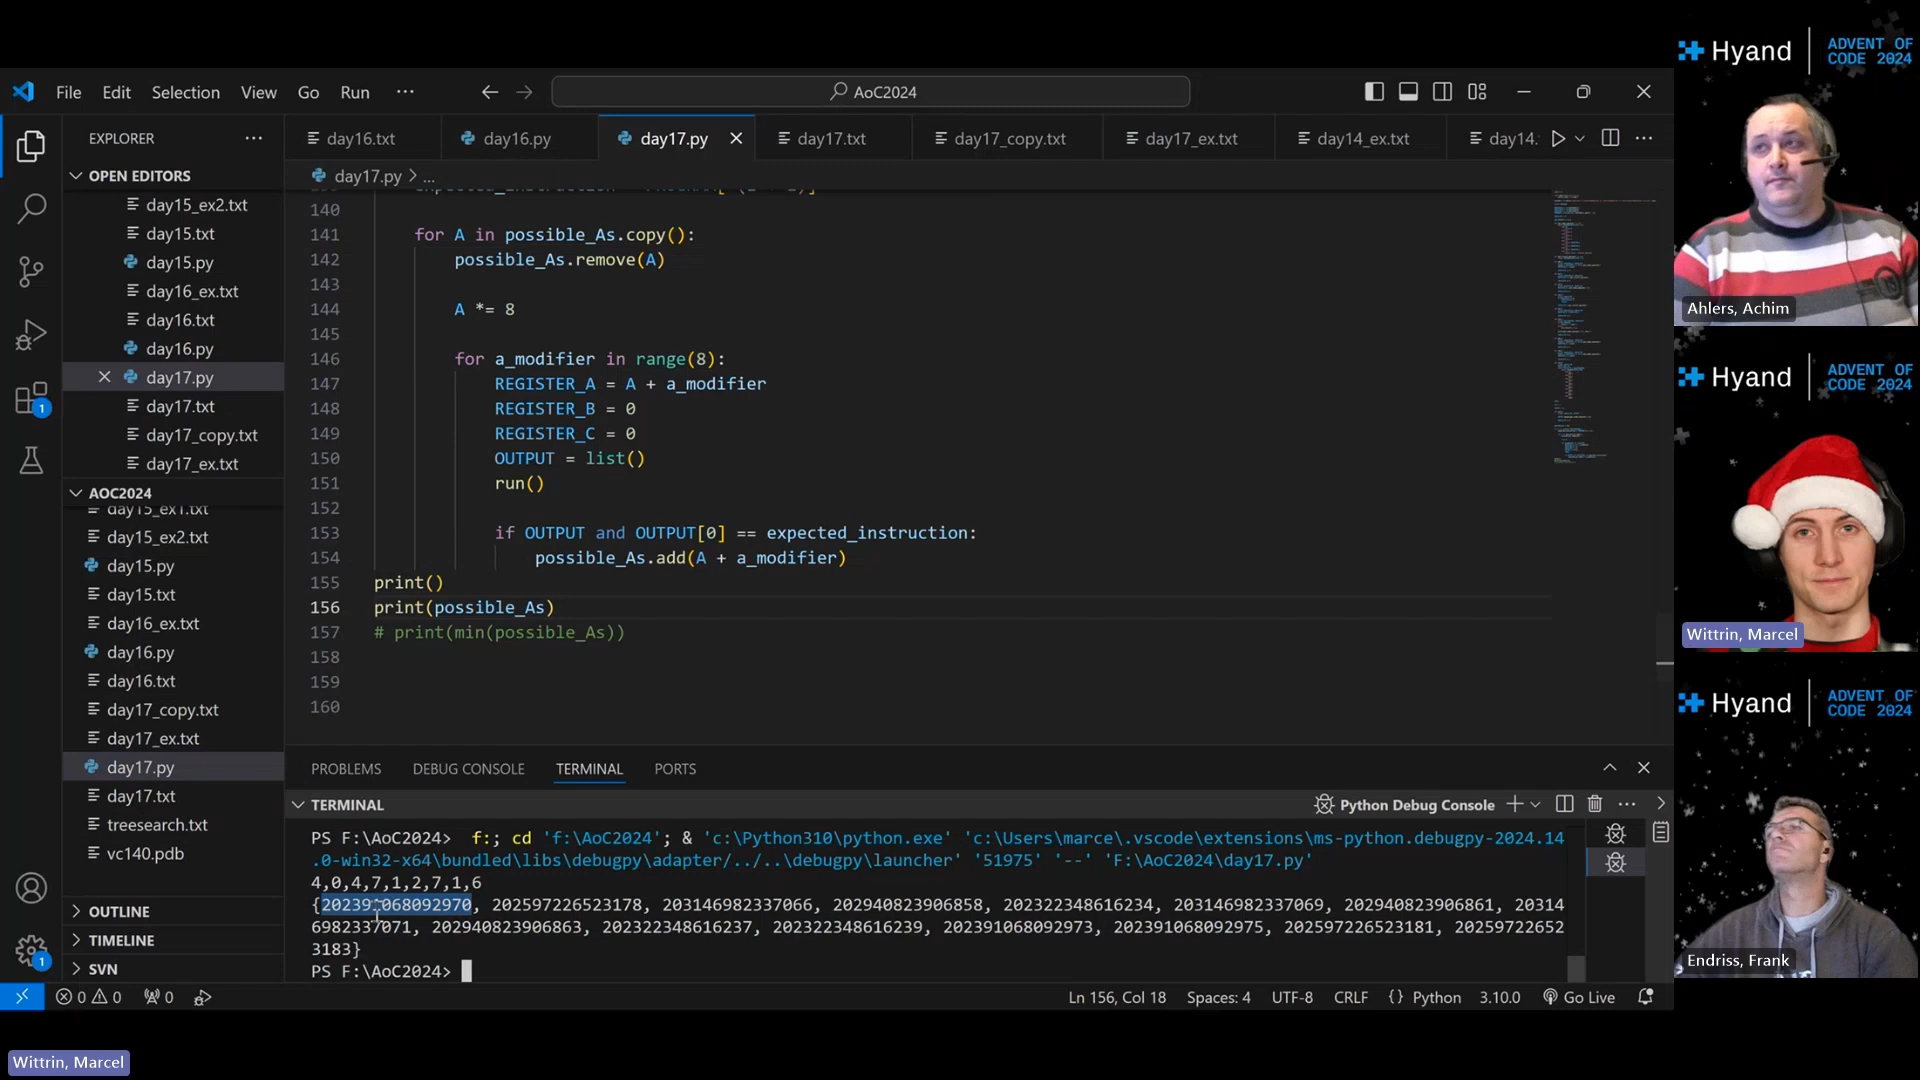 File Edit Selection View Go Run ··· AoC2024
EXPLORER
day16.txt day16.py day17.py day17.txt day17_copy.txt day17_ex.txt day14_ex.txt day14.
OPEN EDITORS
day17.py > ...
day15_ex2.txt
day15.txt
day15.py
day16_ex.txt
day16.txt
day16.py
day17.py
day17.txt
day17_copy.txt
day17_ex.txt
AOC2024
day15_ex1.txt
day15_ex2.txt
day15.py
day15.txt
day16_ex.txt
day16.py
day16.txt
day17_copy.txt
day17_ex.txt
day17.py
day17.txt
treesearch.txt
vc140.pdb
OUTLINE
TIMELINE
SVN
140
141 for A in possible_As.copy():
142 possible_As.remove(A)
143
144 A *= 8
145
146 for a_modifier in range(8):
147 REGISTER_A = A + a_modifier
148 REGISTER_B = 0
149 REGISTER_C = 0
150 OUTPUT = list()
151 run()
152
153 if OUTPUT and OUTPUT[0] == expected_instruction:
154 possible_As.add(A + a_modifier)
155 print()
156 print(possible_As)
157 # print(min(possible_As))
158
159
160
PROBLEMS DEBUG CONSOLE TERMINAL PORTS
TERMINAL
Python Debug Console
PS F:\AoC2024> f:; cd 'f:\AoC2024'; & 'c:\Python310\python.exe' 'c:\Users\marce\.vscode\extensions\ms-python.debugpy-2024.14
.0-win32-x64\bundled\libs\debugpy\adapter/../..\debugpy\launcher' '51975' '--' 'F:\AoC2024\day17.py'
4,0,4,7,1,2,7,1,6
{202391068092970, 202597226523178, 203146982337066, 202940823906858, 202322348616234, 203146982337069, 202940823906861, 20314
6982337071, 202940823906863, 202322348616237, 202322348616239, 202391068092973, 202391068092975, 202597226523181, 20259722652
3183}
PS F:\AoC2024>
0 0 0 Ln 156, Col 18 Spaces: 4 UTF-8 CRLF {} Python 3.10.0 Go Live
1
1
Hyand | ADVENT OF
CODE 2024
Ahlers, Achim
Hyand | ADVENT OF
CODE 2024
Wittrin, Marcel
Hyand | ADVENT OF
CODE 2024
Endriss, Frank
Wittrin, Marcel